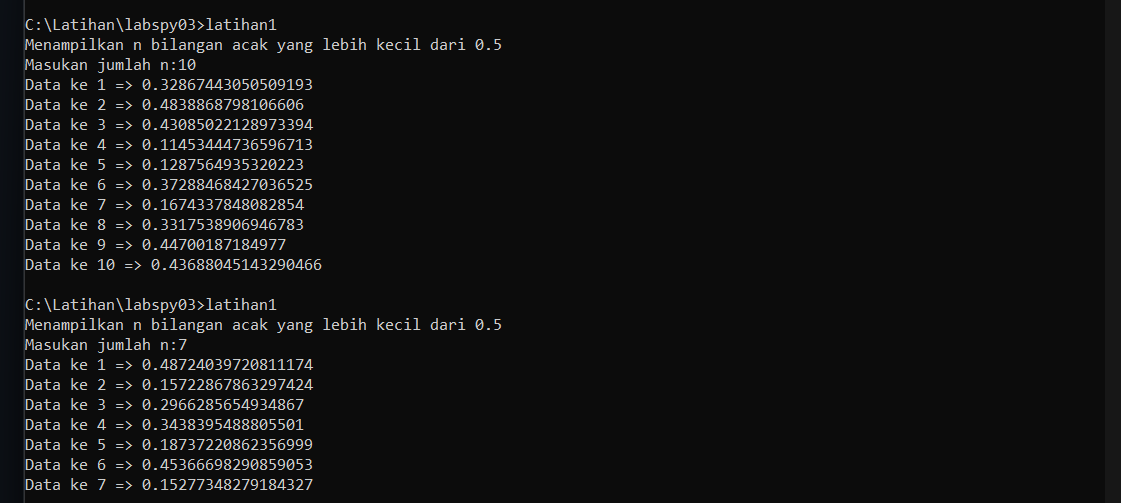 C:\Latihan\labspy03>latihan1
Menampilkan n bilangan acak yang lebih kecil dari 0.5
Masukan jumlah n:10
Data ke 1 => 0.32867443050509193
Data ke 2 => 0.4838868798106606
Data ke 3 => 0.43085022128973394
Data ke 4 => 0.11453444736596713
Data ke 5 => 0.1287564935320223
Data ke 6 => 0.37288468427036525
Data ke 7 => 0.1674337848082854
Data ke 8 => 0.3317538906946783
Data ke 9 => 0.44700187184977
Data ke 10 => 0.43688045143290466
C:\Latihan\labspy03>latihan1
Menampilkan n bilangan acak yang lebih kecil dari 0.5
Masukan jumlah n:7
Data ke 1 => 0.48724039720811174
Data ke 2 => 0.15722867863297424
Data ke 3 => 0.2966285654934867
Data ke 4 => 0.3438395488805501
Data ke 5 => 0.18737220862356999
Data ke 6 => 0.45366698290859053
Data ke 7 => 0.15277348279184327